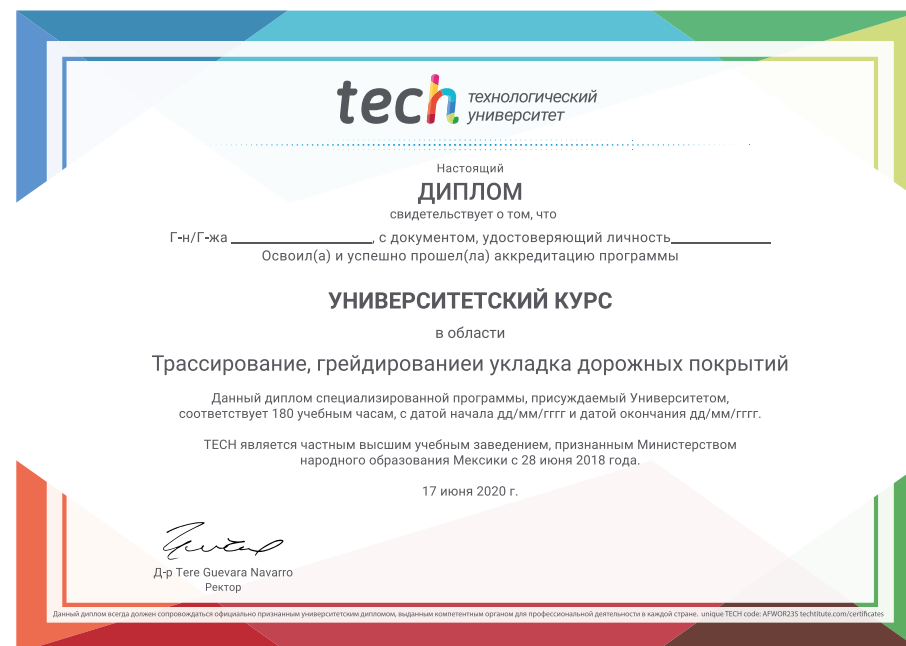 tech технологический
университет
Настоящий
ДИПЛОМ
свидетельствует о том, что
Г-н/Г-жа ____________________, с документом, удостоверяющий личность______________
Освоил(а) и успешно прошел(ла) аккредитацию программы
УНИВЕРСИТЕТСКИЙ КУРС
в области
Трассирование, грейдированиеи укладка дорожных покрытий
Данный диплом специализированной программы, присуждаемый Университетом,
соответствует 180 учебным часам, с датой начала дд/мм/гггг и датой окончания дд/мм/гггг.
TECH является частным высшим учебным заведением, признанным Министерством
народного образования Мексики с 28 июня 2018 года.
17 июня 2020 г.
Д-р Tere Guevara Navarro
Ректор
Данный диплом всегда должен сопровождаться официально признанным университетским дипломом, выданным компетентным органом для профессиональной деятельности в каждой стране. unique TECH code: AFWOR23S techtitute.com/certificates